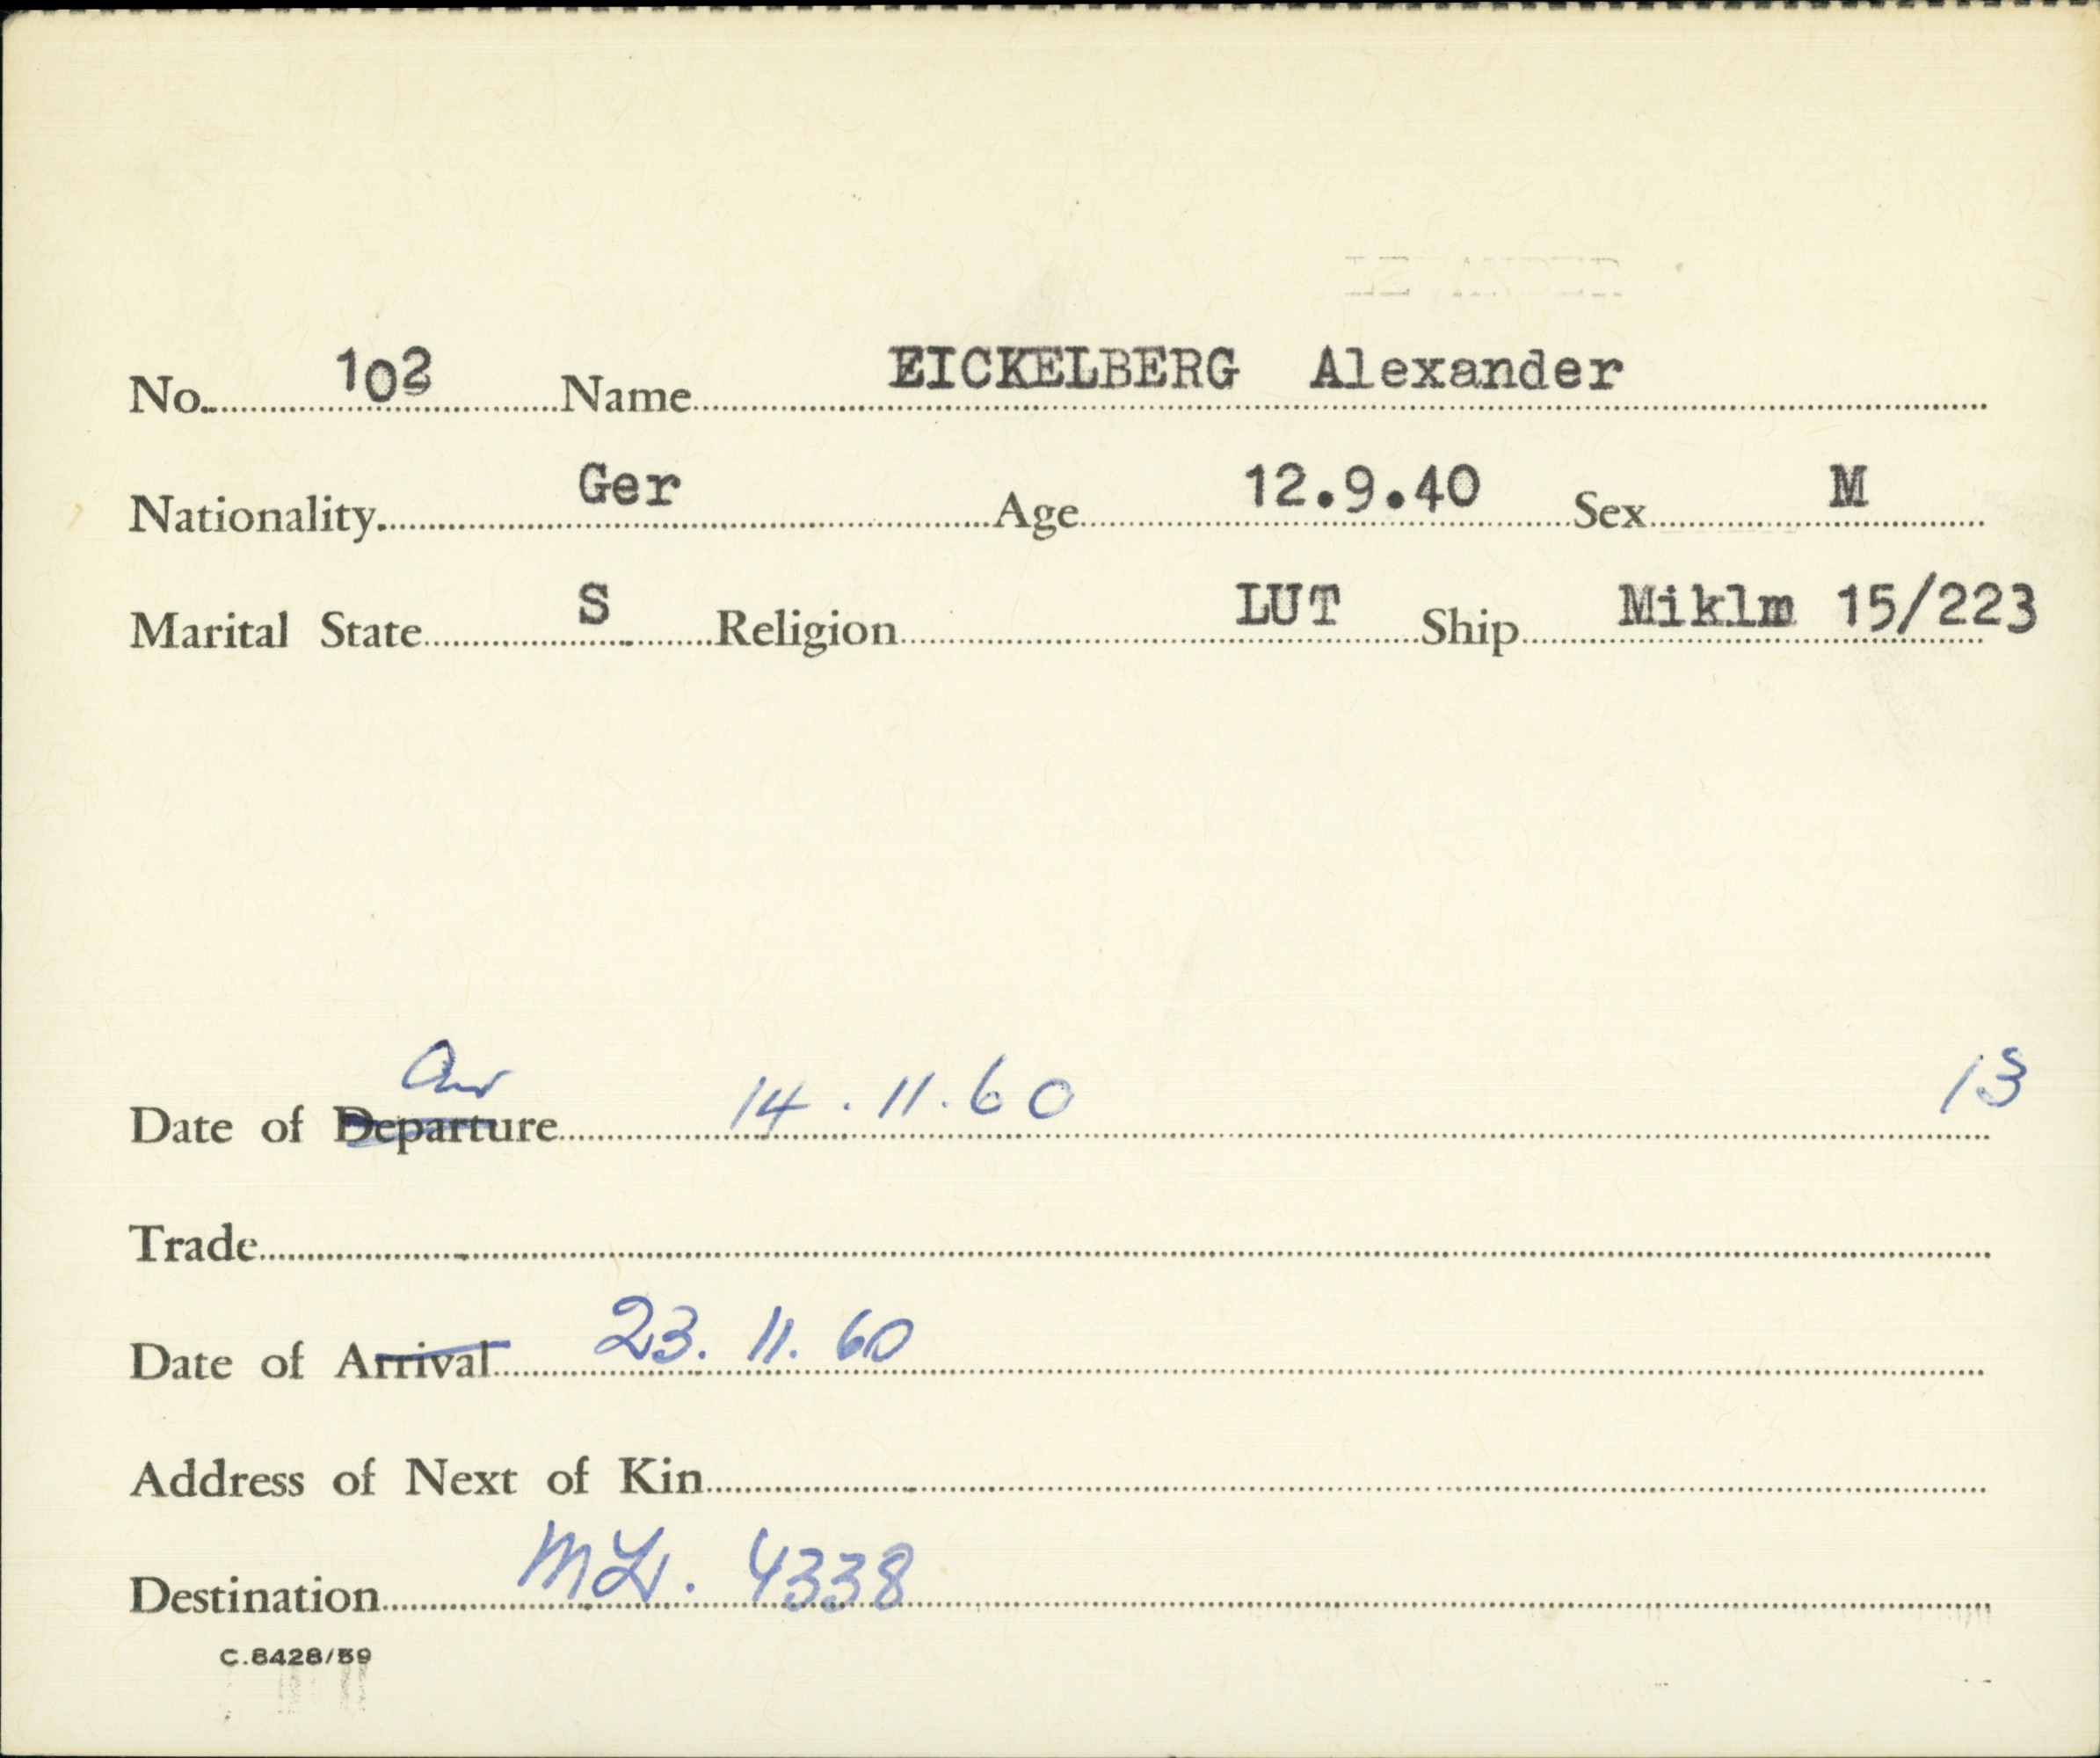 No. 102 Name EICKELBERG Alexander
Nationality Ger Age 12.9.40 Sex M
Marital State S Religion LUT Ship Miklm 15/223
Arr
Date of Departure 14.11.60 13
Trade
Date of Arrival 23.11.60
Address of Next of Kin
Destination 4338
C.8428/59